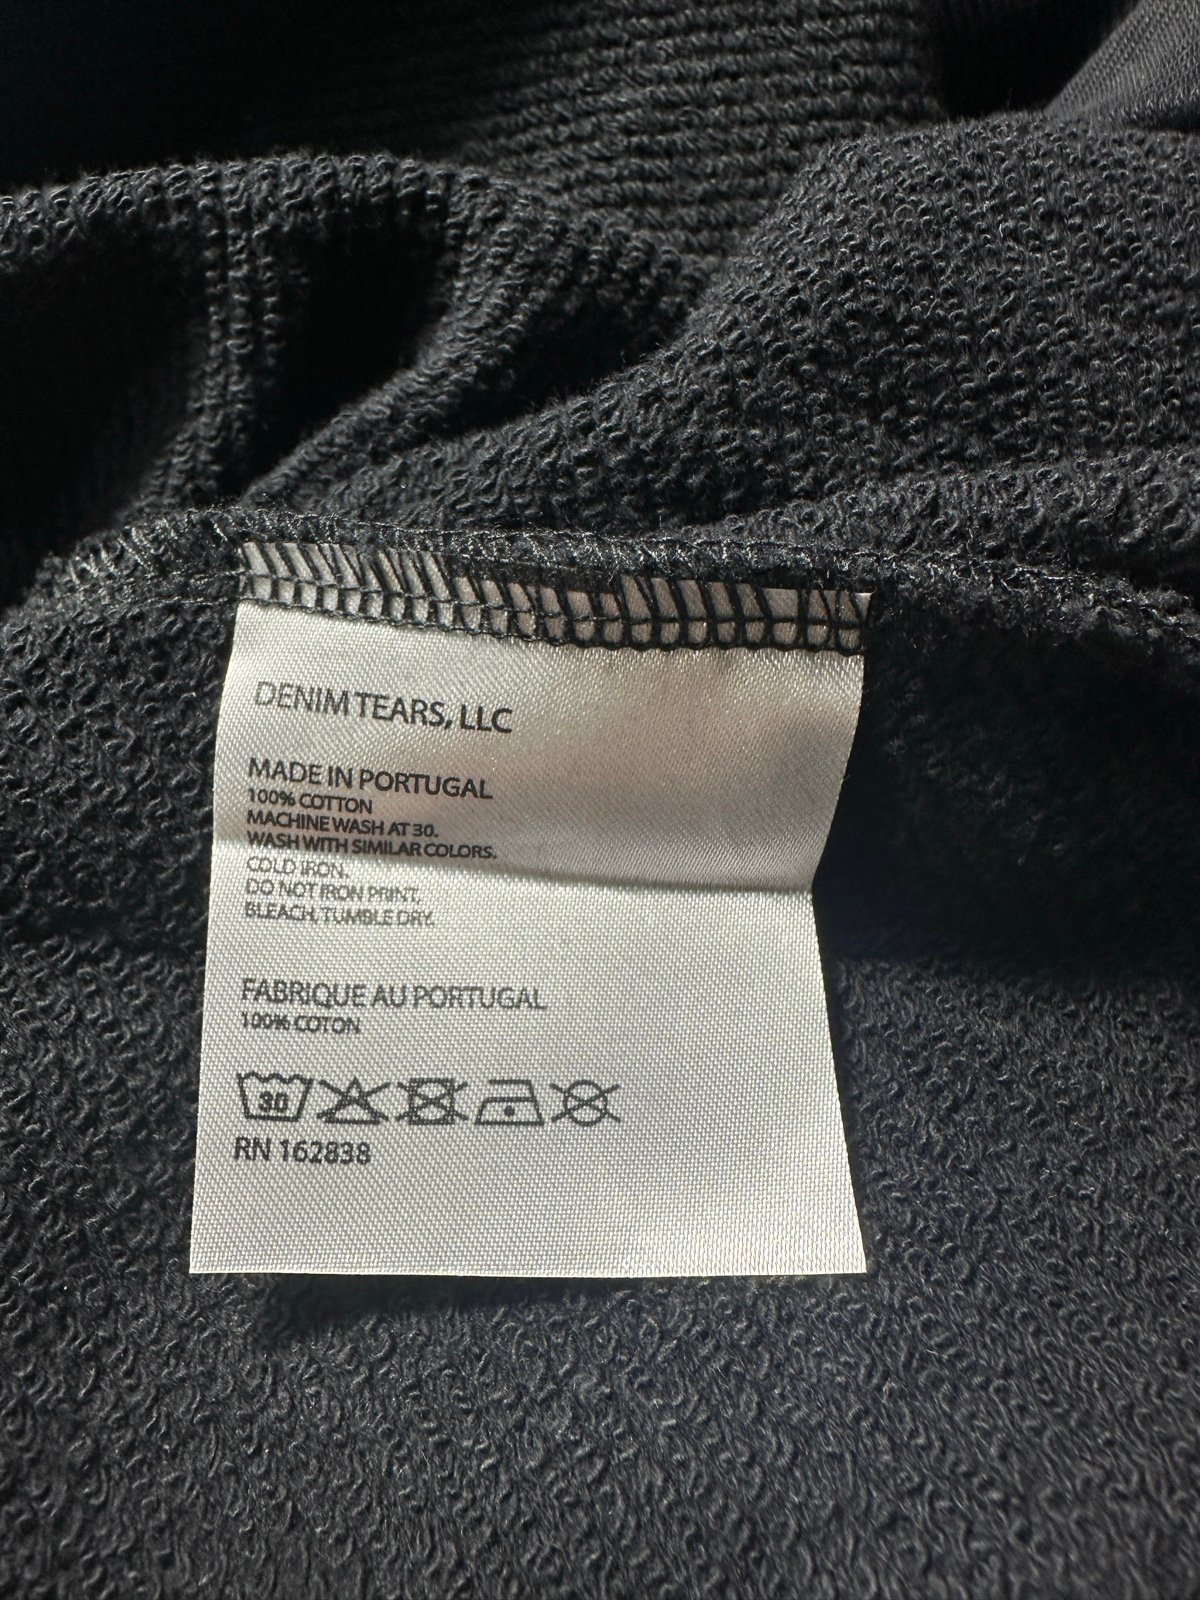 DENIM TEARS, LLC
MADE IN PORTUGAL
100% COTTON
MACHINE WASH AT 30.
WASH WITH SIMILAR COLORS.
COLD IRON.
DO NOT IRON PRINT,
BLEACH, TUMBLE DRY.
FABRIQUE AU PORTUGAL
100% COTON
30
RN 162838